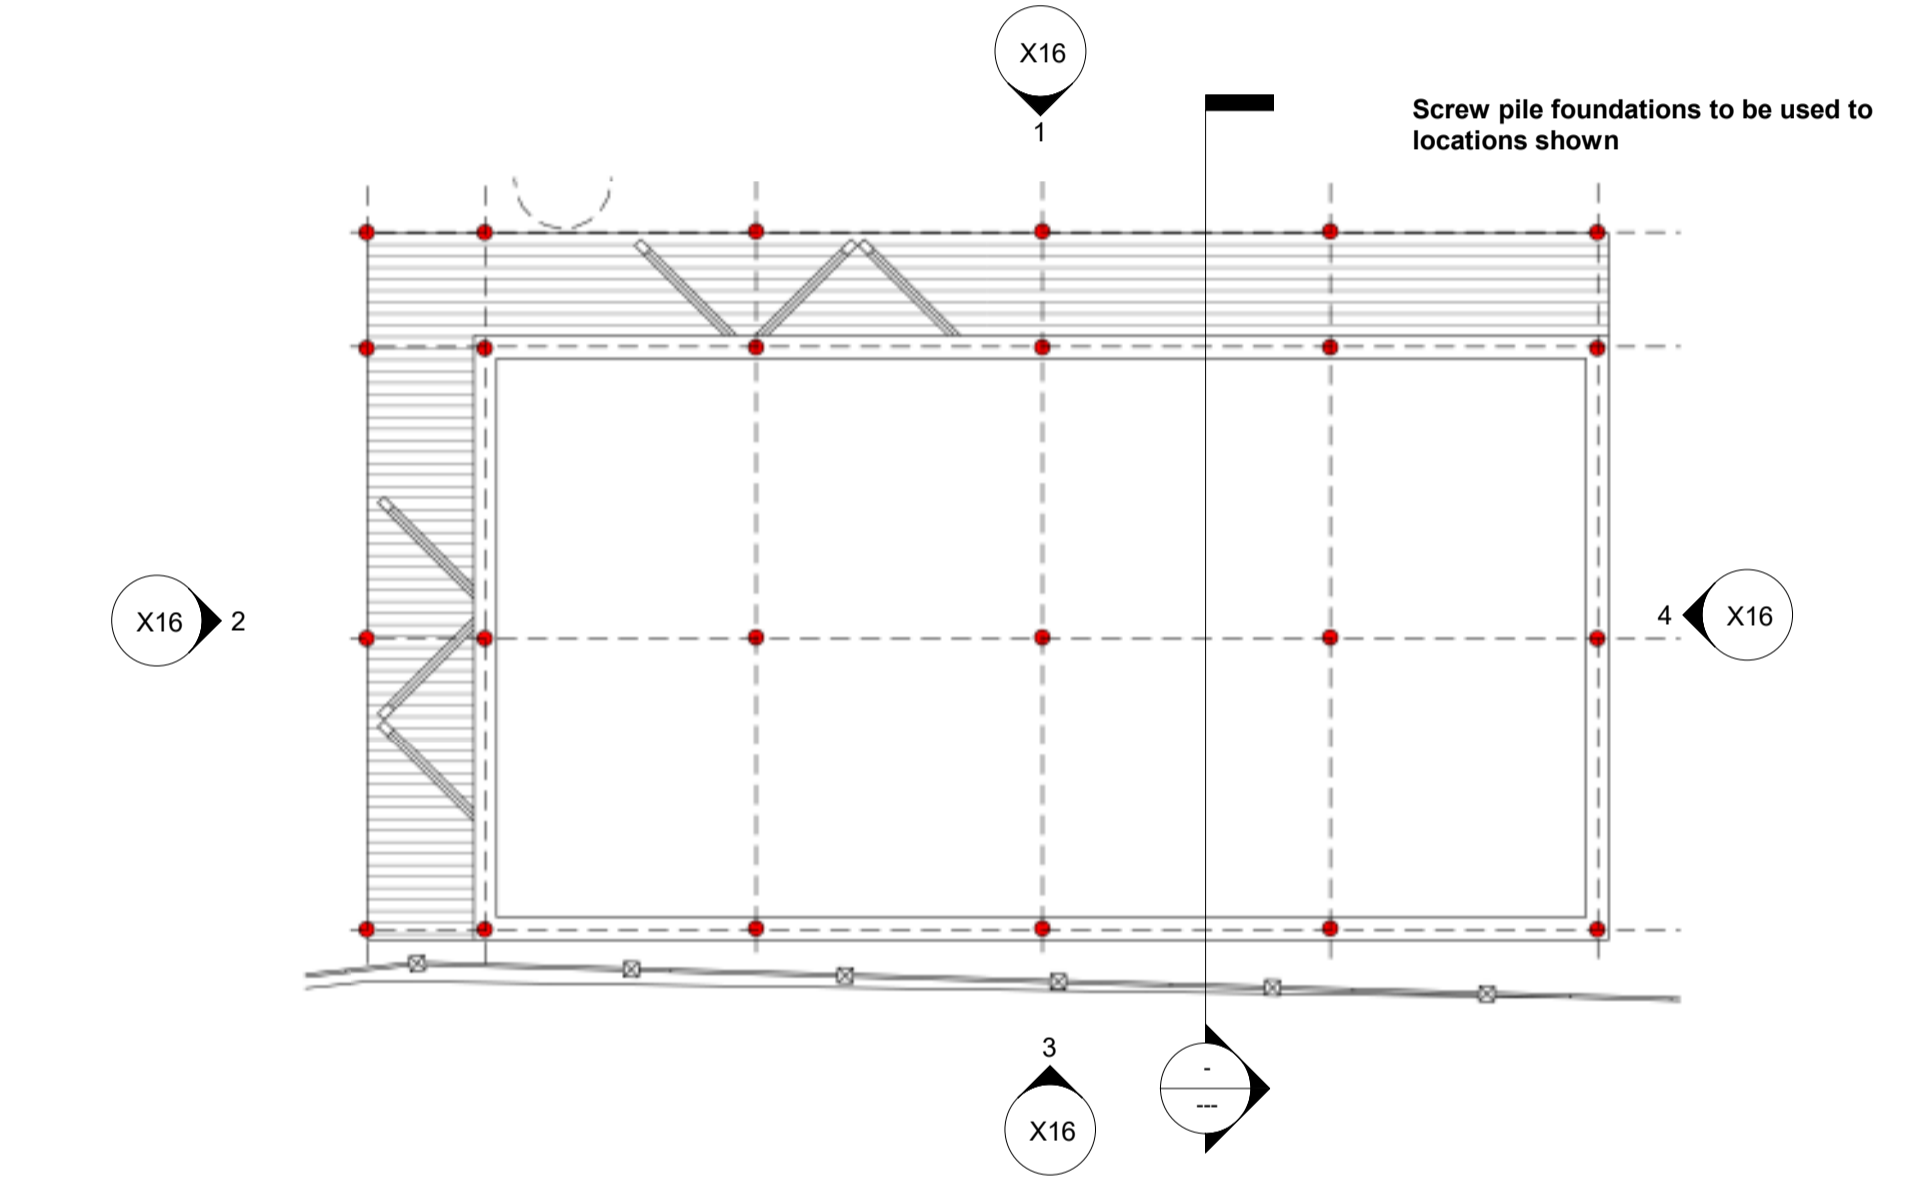 X16
1
Screw pile foundations to be used to
locations shown
X16 2
4 X16
3
X16
-
---